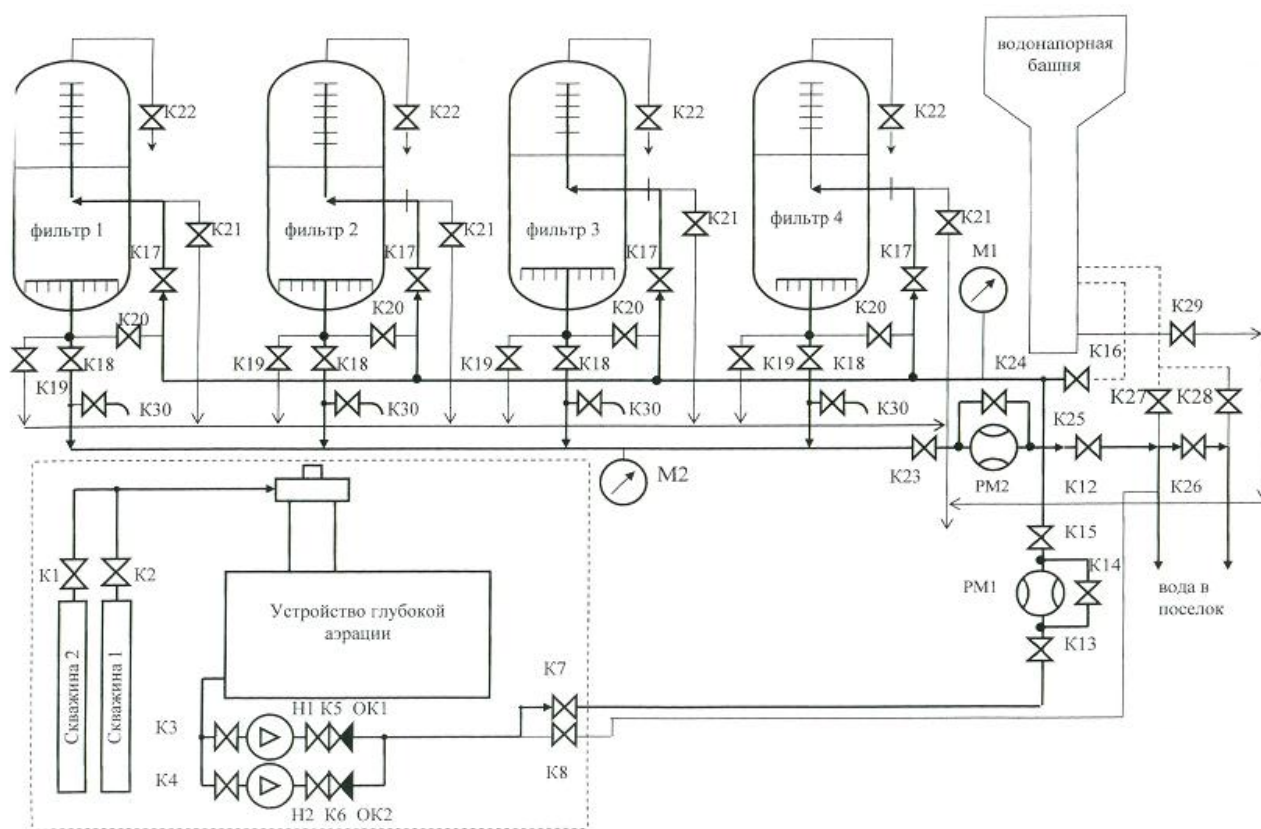 водонапорная
башня
К22
К22
К22
К22
фильтр 1
К21
фильтр 2
К21
фильтр 3
К21
фильтр 4
К21
К17
К17
К17
К17
М1
К20
К20
К20
К20
К29
К19
К18
К19
К18
К19
К18
К19
К18
К24
К16
К30
К30
К30
К30
К27
К28
К25
М2
К23
РМ2
К12
К26
К1
К2
К15
К14
РМ1
вода в
поселок
Устройство глубокой
аэрации
К13
Скважина 2
Скважина 1
К7
Н1 К5 ОК1
К3
К8
К4
Н2 К6 ОК2